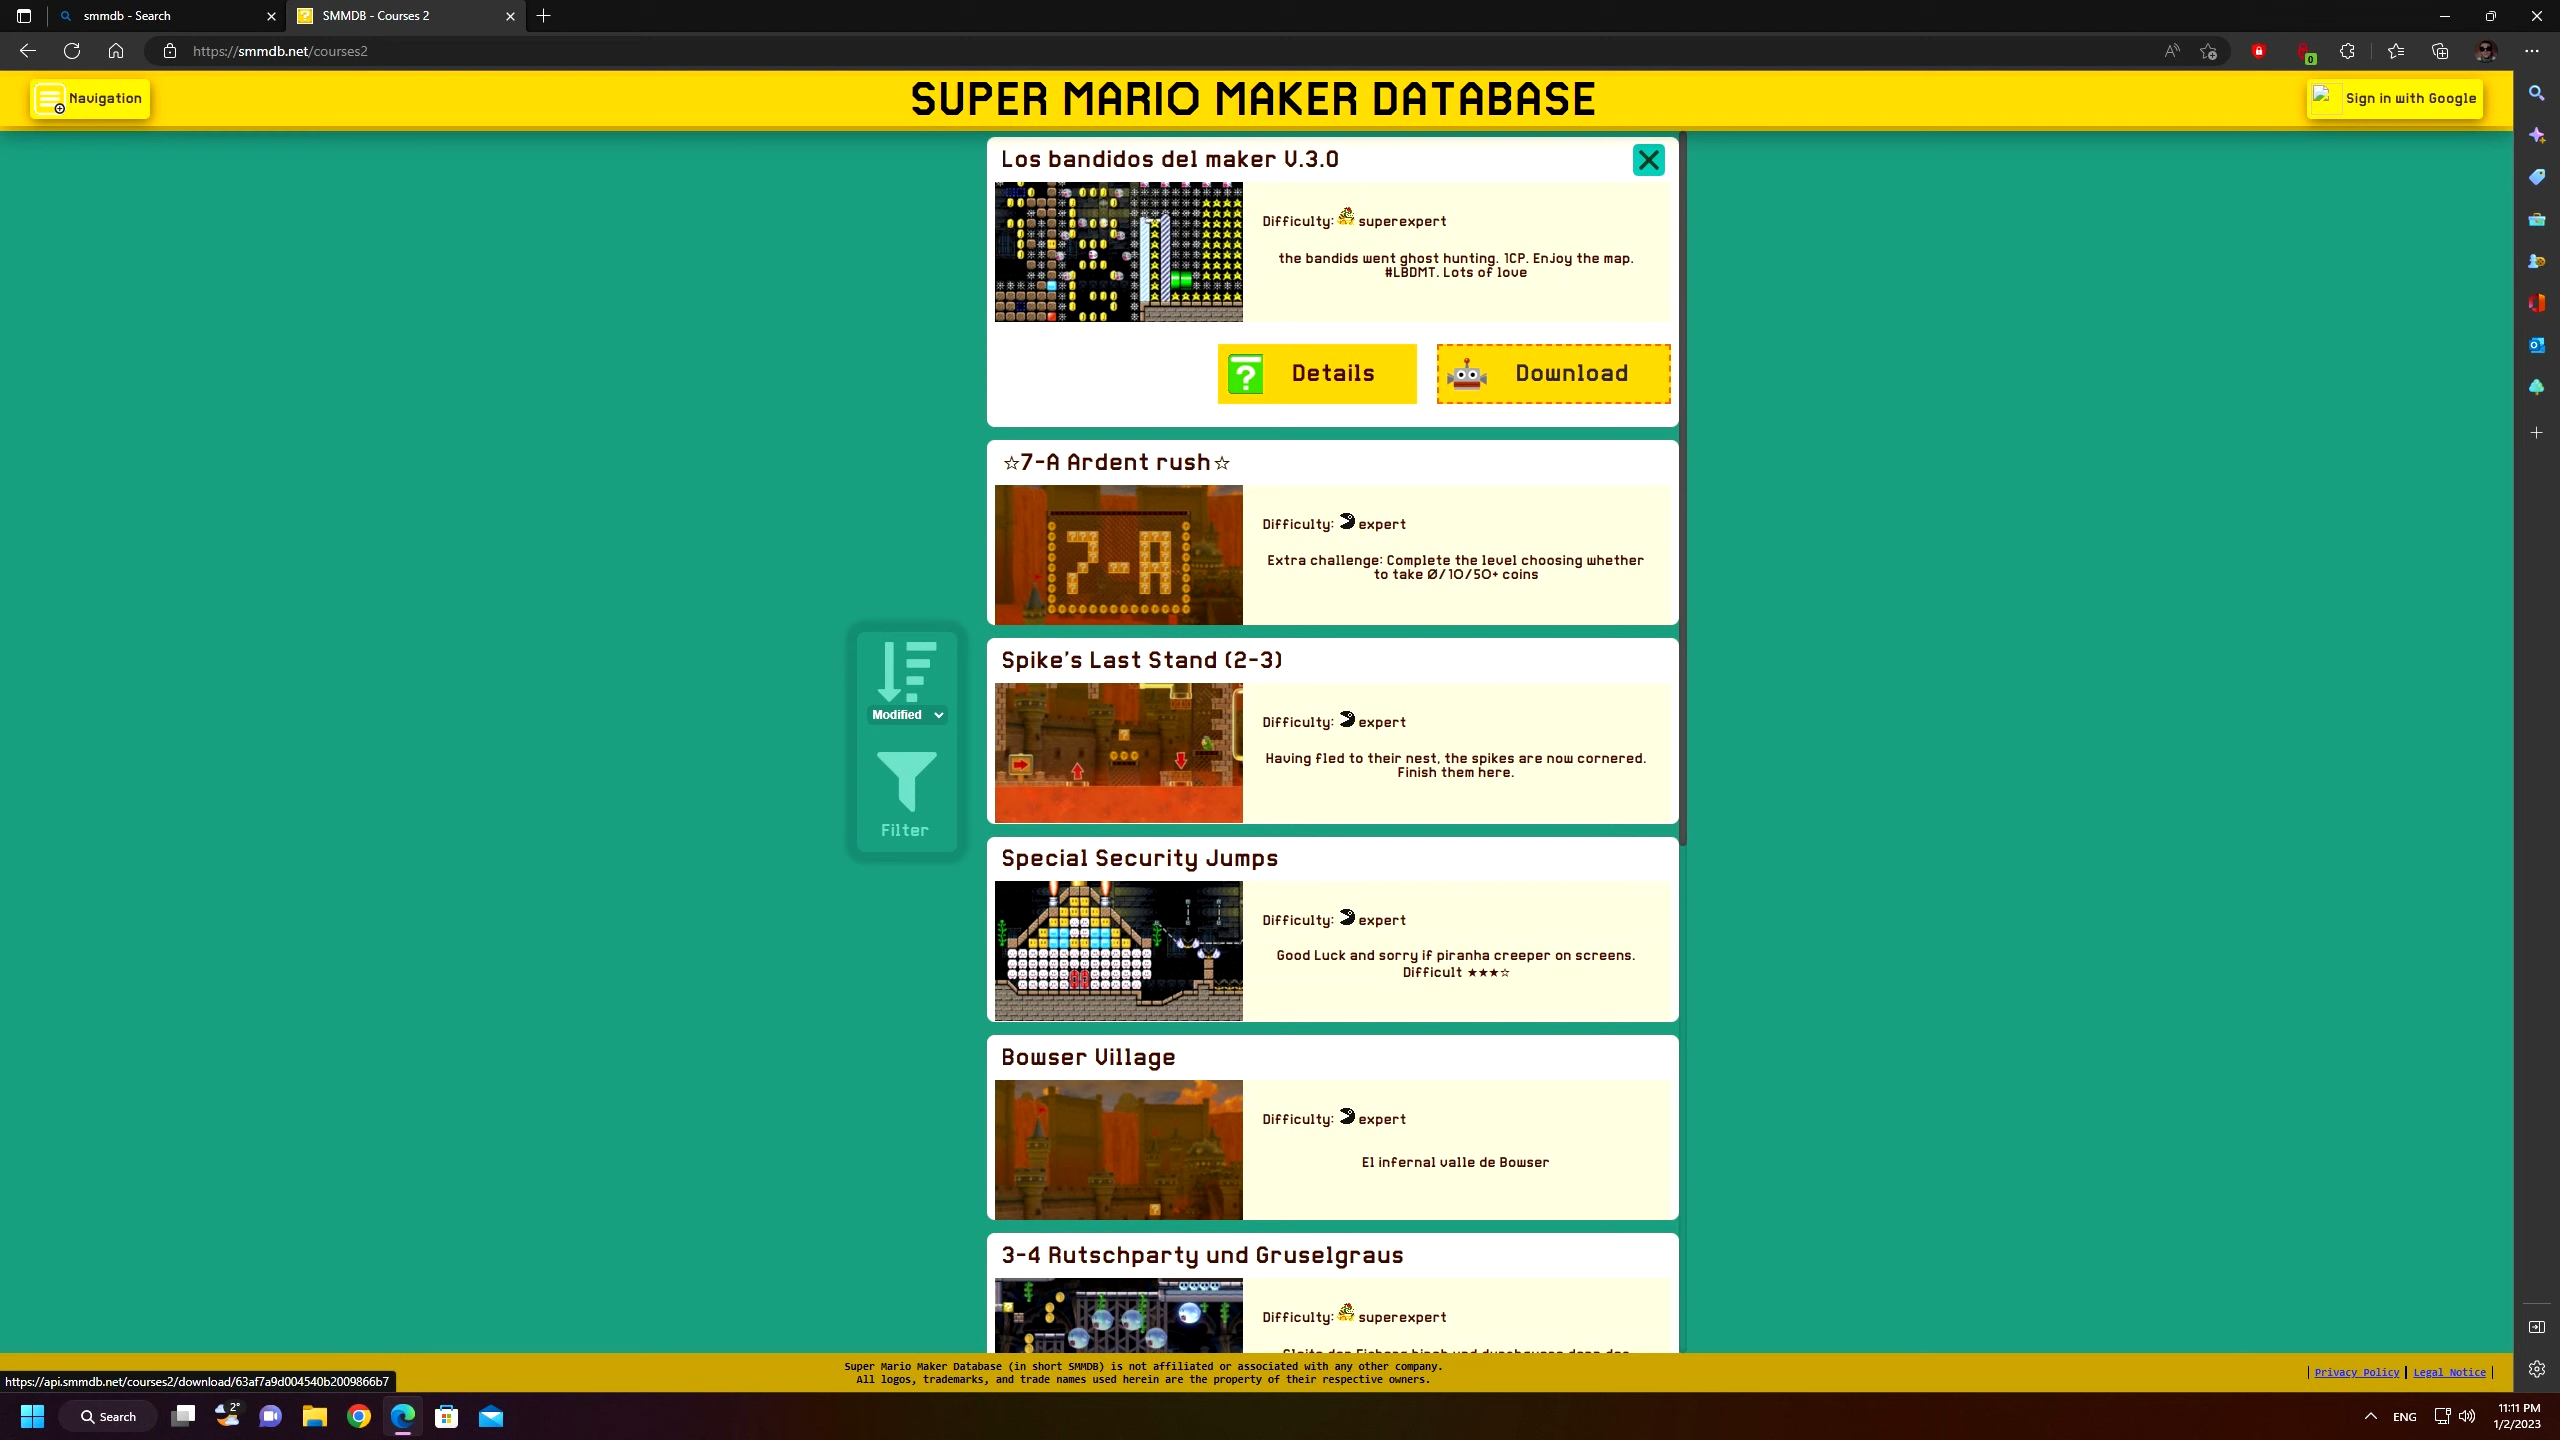 smmdb - Search
SMMDB - Courses 2
https://smmdb.net/courses2
Navigation
SUPER MARIO MAKER DATABASE
Sign in with Google
Los bandidos del maker V.3.0
Difficulty: superexpert
the bandids went ghost hunting. 1CP. Enjoy the map.
#LBDMT. Lots of love
Details
Download
☆7-A Ardent rush☆
7-A
Difficulty: expert
Extra challenge: Complete the level choosing whether
to take 0/10/50+ coins
Spike's Last Stand (2-3)
Difficulty: expert
Having fled to their nest, the spikes are now cornered.
Finish them here.
Modified
Filter
Special Security Jumps
Difficulty: expert
Good Luck and sorry if piranha creeper on screens.
Difficult ★★★☆
Bowser Village
Difficulty: expert
El infernal valle de Bowser
3-4 Rutschparty und Gruselgraus
Difficulty: superexpert
Super Mario Maker Database (in short SMMDB) is not affiliated or associated with any other company.
All logos, trademarks, and trade names used herein are the property of their respective owners.
Privacy Policy
Legal Notice
https://api.smmdb.net/courses2/download/63af7a9d004540b2009866b7
Search
2°
ENG
11:11 PM
1/2/2023